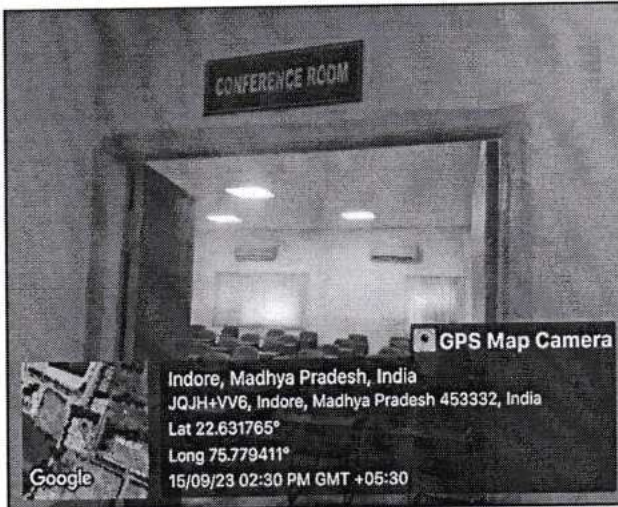 CONFERENCE ROOM
GPS Map Camera
Indore, Madhya Pradesh, India
JQJH+VV6, Indore, Madhya Pradesh 453332, India
Lat 22.631765°
Long 75.779411°
15/09/23 02:30 PM GMT +05:30
Google